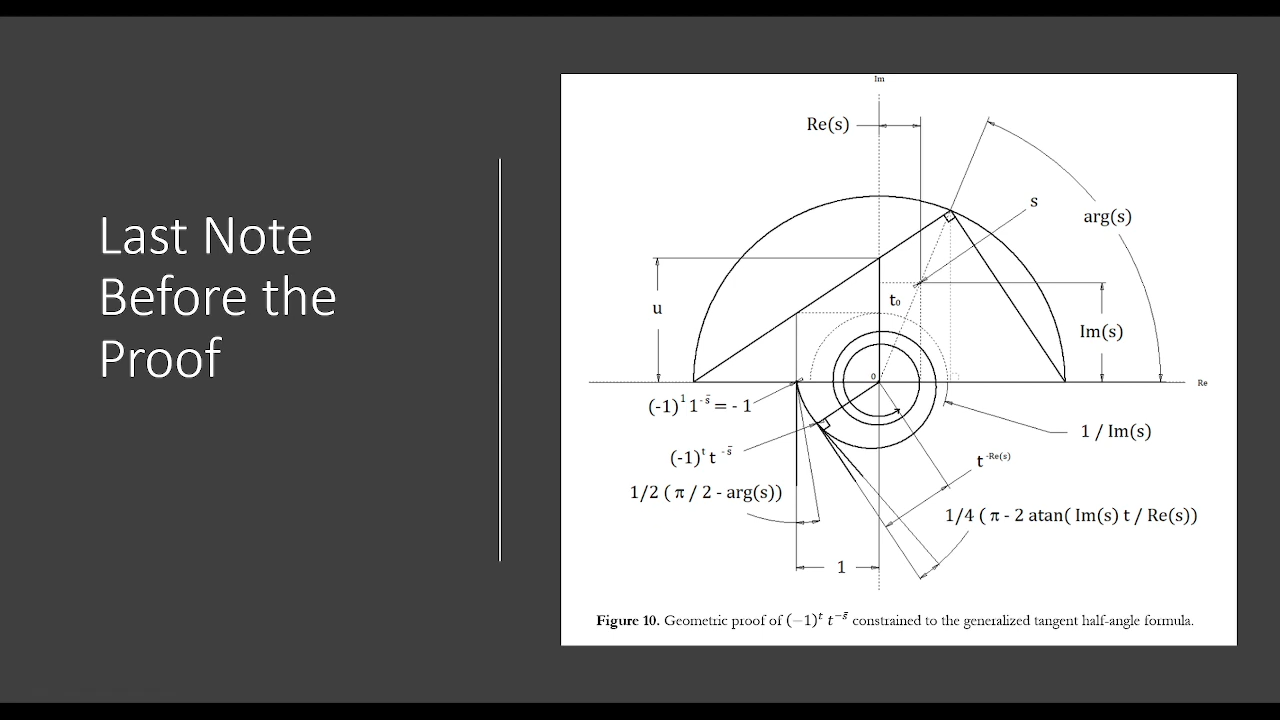 Last Note
Before the
Proof
Im
Re(s)
s
arg(s)
u
t₀
Im(s)
0
Re
(-1)¹ 1⁻ˢ̄ = - 1
1 / Im(s)
(-1)ᵗ t ⁻ˢ̄
t^-Re(s)
1/2 ( π / 2 - arg(s))
1/4 ( π - 2 atan( Im(s) t / Re(s))
1
Figure 10. Geometric proof of (−1)ᵗ t⁻ˢ̄ constrained to the generalized tangent half-angle formula.